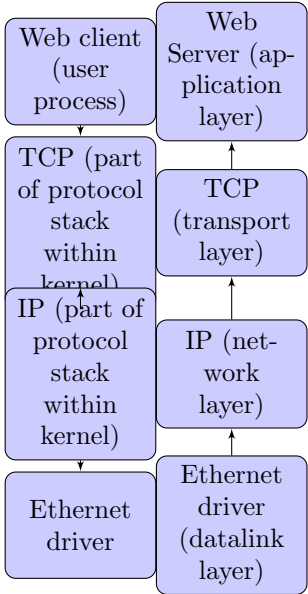 Web client
(user
process)
TCP (part
of protocol
stack
within
kernel)
IP (part of
protocol
stack
within
kernel)
Ethernet
driver
Web
Server (ap-
plication
layer)
TCP
(transport
layer)
IP (net-
work
layer)
Ethernet
driver
(datalink
layer)